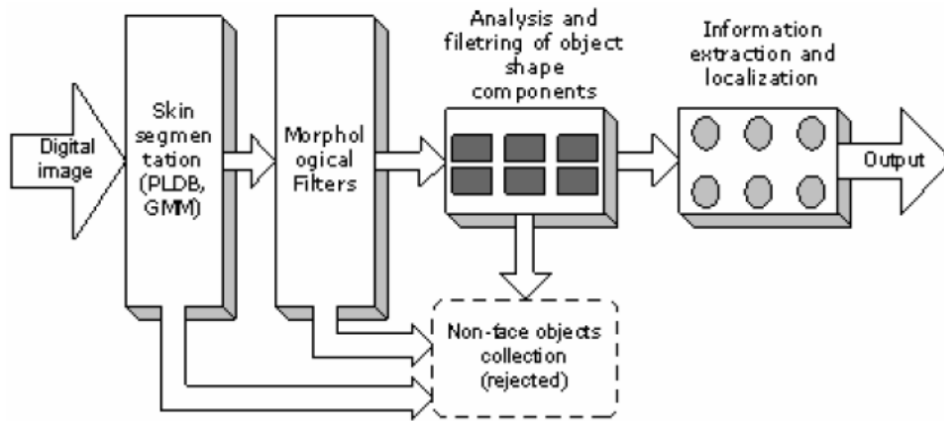 Digital
image
Skin
segmen
tation
(PLDB,
GMM)
Morphol
ogical
Filters
Analysis and
filetring of object
shape
components
Information
extraction and
localization
Output
Non-face objects
collection
(rejected)